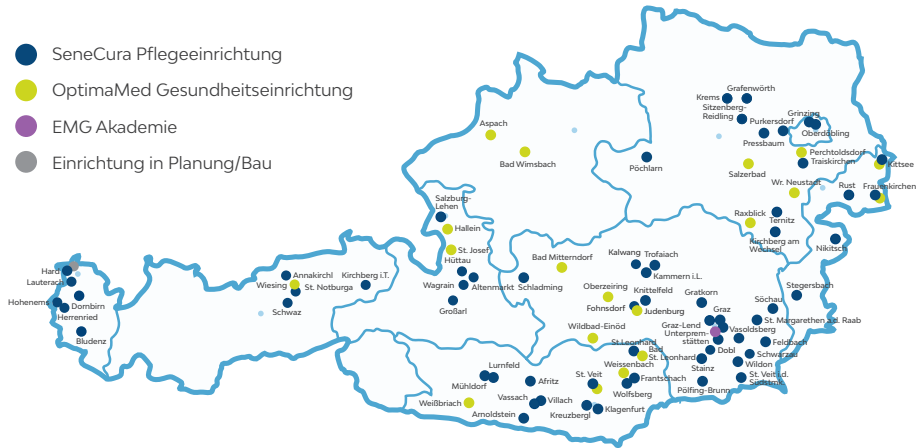 SeneCura Pflegeeinrichtung
OptimaMed Gesundheitseinrichtung
EMG Akademie
Einrichtung in Planung/Bau
Grafenwörth
Krems
Sitzenberg-
Reidling
Grinzing
Purkersdorf
Oberdöbling
Pressbaum
Perchtoldsdorf
Traiskirchen
Kittsee
Aspach
Bad Wimsbach
Pöchlarn
Salzerbad
Wr. Neustadt
Rust
Frauenkirchen
Raxblick
Ternitz
Kirchberg am
Wechsel
Nikitsch
Salzburg-
Lehen
Hallein
St. Josef
Hüttau
Wagrain
Altenmarkt
Großarl
Schladming
Bad Mitterndorf
Kalwang
Trofaiach
Kammern i.L.
Oberzeiring
Knittelfeld
Fohnsdorf
Judenburg
Wildbad-Einöd
Gratkorn
Graz
Graz-Lend
Unterprem-
stätten
Dobl
Vasoldsberg
Söchau
St. Margarethen a.d. Raab
Stegersbach
Feldbach
Schwarzau
Wildon
St. Veit i.d.
Südstmk.
Stainz
Pölfing-Brunn
St.Leonhard
Bad
St. Leonhard
Weissenbach
Frantschach
Wolfsberg
St. Veit
Klagenfurt
Kreuzbergl
Lurnfeld
Mühldorf
Afritz
Vassach
Villach
Weißbriach
Arnoldstein
Hard
Lauterach
Hohenems
Dornbirn
Herrenried
Bludenz
Annakirchl
Wiesing
St. Notburga
Kirchberg i.T.
Schwaz